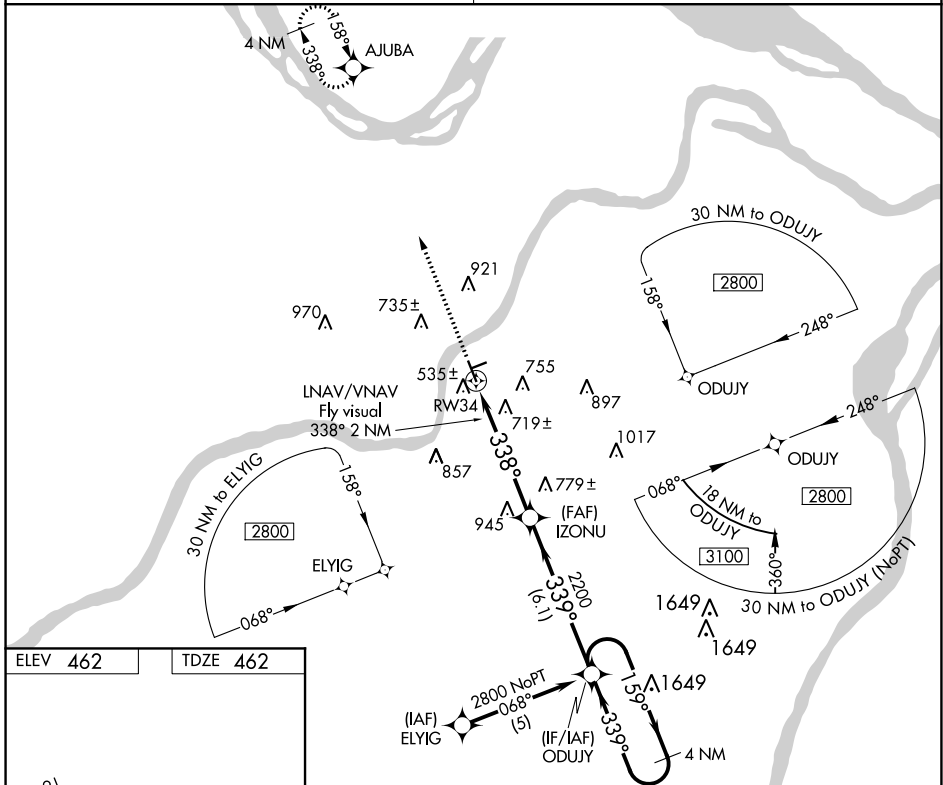 158°
4 NM
338°
AJUBA
30 NM to ODUJY
2800
158°
248°
ODUJY
921
970
735±
535±
755
897
RW34
719±
LNAV/VNAV
Fly visual
338° 2 NM
338°
857
1017
779±
945
(FAF)
IZONU
248°
068°
ODUJY
18 NM to
ODUJY
2800
3100
360°
30 NM to ODUJY (NoPT)
30 NM to ELYIG
158°
2800
ELYIG
068°
2200
339°
(6.1)
1649
1649
1649
2800 NoPT
068°
(5)
(IAF)
ELYIG
(IF/IAF)
ODUJY
159°
339°
4 NM
ELEV 462
TDZE 462